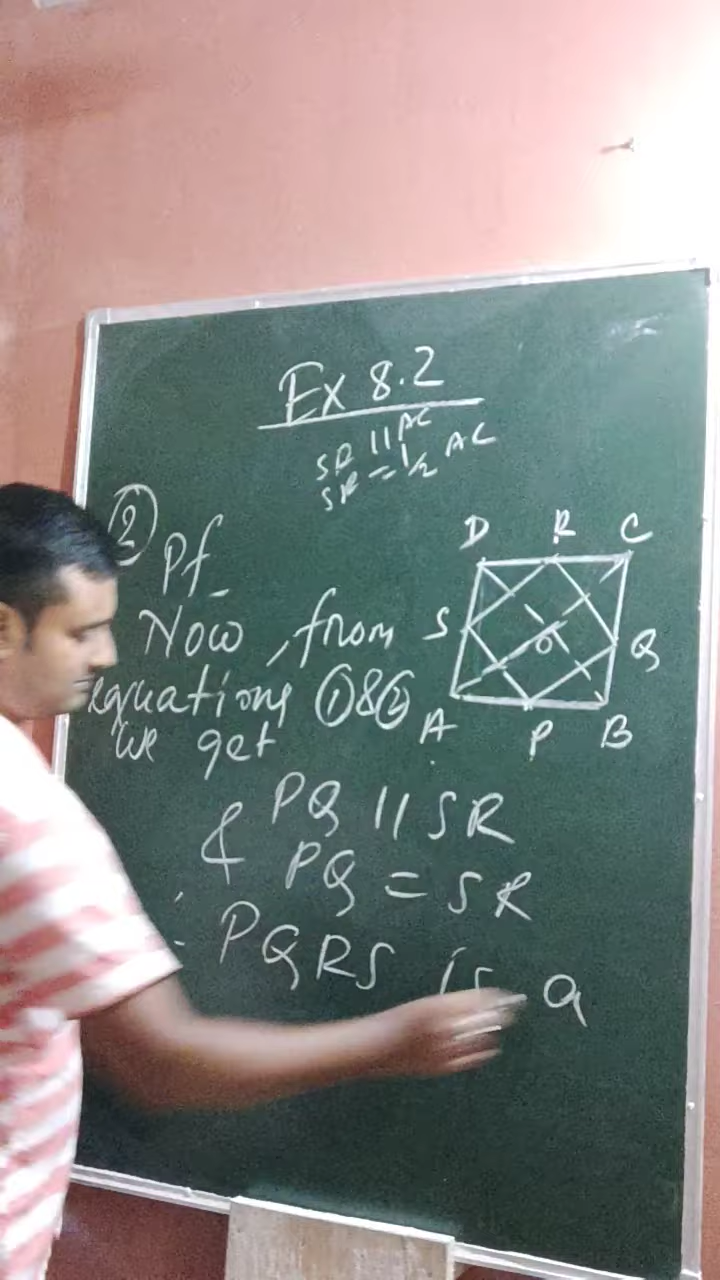 Ex 8.2
SR || AC
SR = 1/2 AC
② Pf
Now, from
equations ① & ②
we get
PQ || SR
& PQ = SR
∴ PQRS is a
D R C
S O Q
A P B